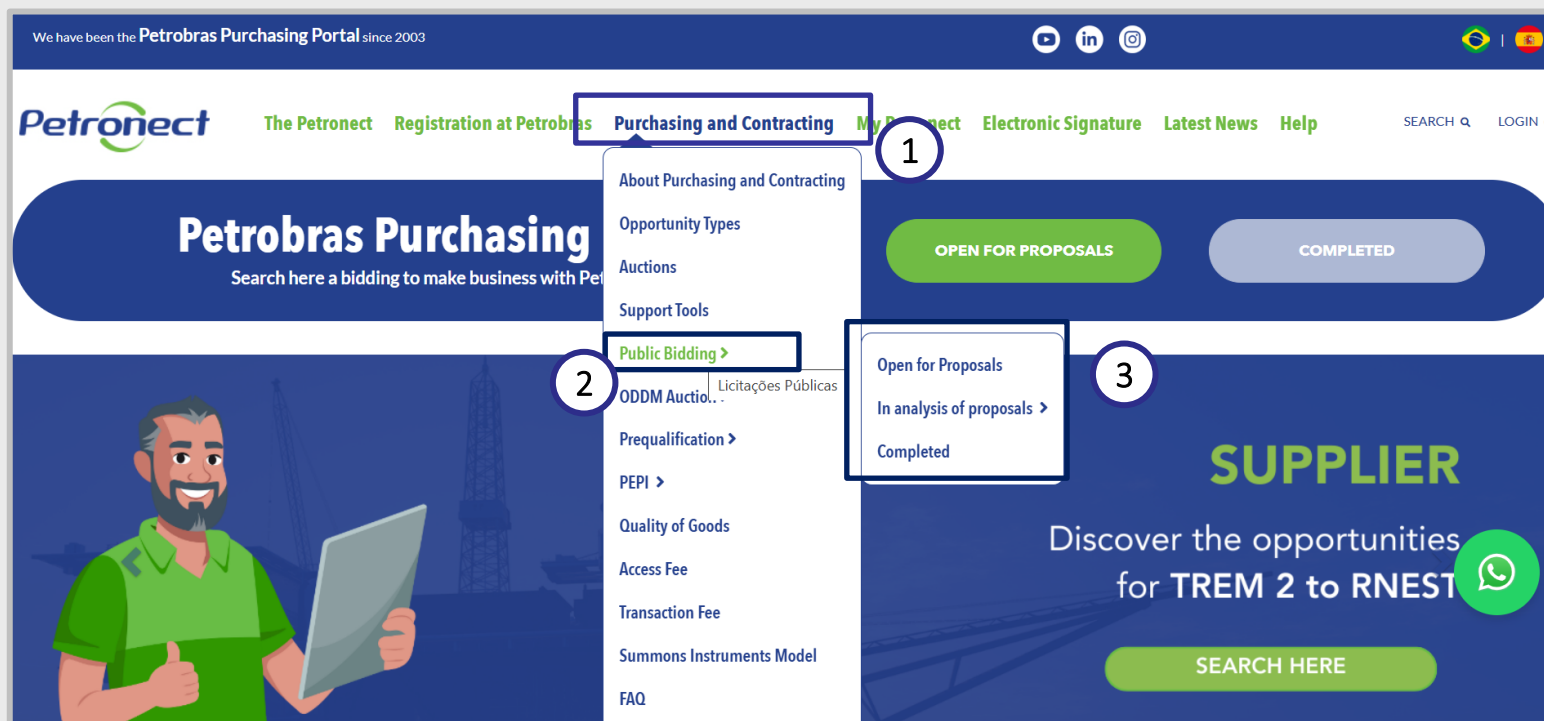 We have been the Petrobras Purchasing Portal since 2003
|
Petronect
The Petronect Registration at Petrobras Purchasing and Contracting My Electronic Signature Latest News Help SEARCH LOGIN
1
About Purchasing and Contracting
Opportunity Types
Auctions
Support Tools
Public Bidding >
ODDM
Prequalification >
PEPI >
Quality of Goods
Access Fee
Transaction Fee
Summons Instruments Model
FAQ
2
Licitações Públicas
Open for Proposals
In analysis of proposals >
Completed
3
Petrobras Purchasing
Search here a bidding to make business with
OPEN FOR PROPOSALS
COMPLETED
SUPPLIER
Discover the opportunities
for TREM 2 to RNEST
SEARCH HERE
in